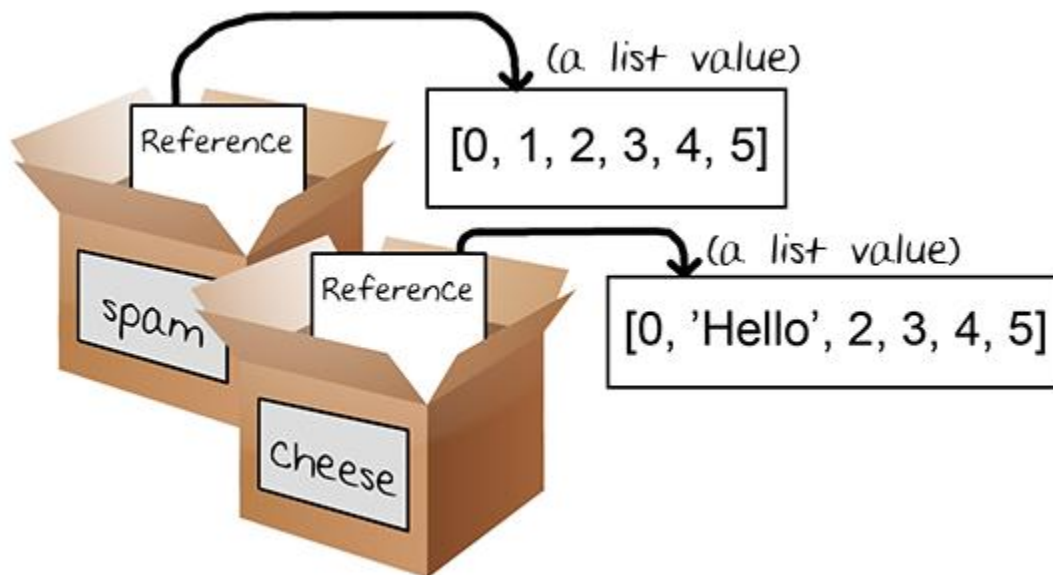 (a list value)
Reference
[0, 1, 2, 3, 4, 5]
spam
(a list value)
Reference
[0, ’Hello’, 2, 3, 4, 5]
Cheese